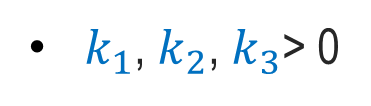 • k₁, k₂, k₃> 0